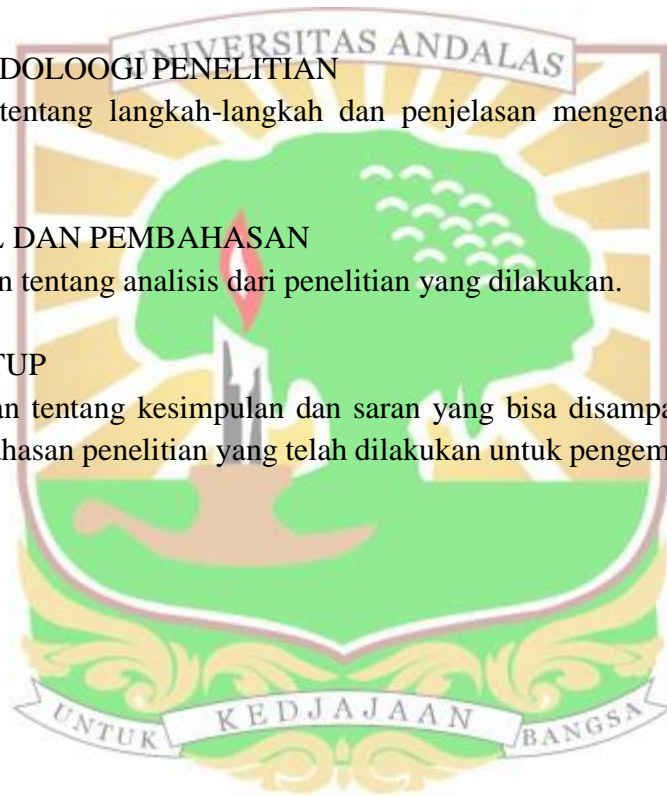 UNIVERSITAS ANDALAS
DOLOOGI PENELITIAN
tentang langkah-langkah dan penjelasan mengena
DAN PEMBAHASAN
tentang analisis dari penelitian yang dilakukan.
TUP
an tentang kesimpulan dan saran yang bisa disampa
hasan penelitian yang telah dilakukan untuk pengem
UNTUK KEDJAJAAN BANGSA